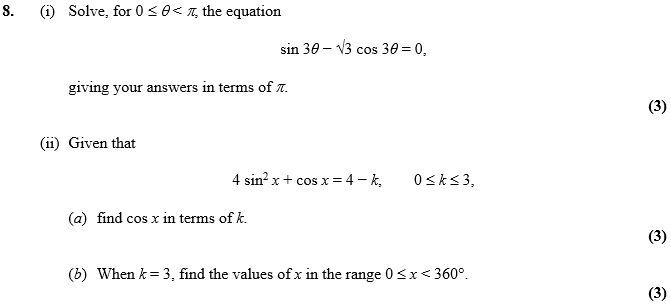 8. (i) Solve, for 0 ≤ θ < π, the equation
sin 3θ − √3 cos 3θ = 0,
giving your answers in terms of π.
(3)
(ii) Given that
4 sin² x + cos x = 4 − k, 0 ≤ k ≤ 3,
(a) find cos x in terms of k.
(3)
(b) When k = 3, find the values of x in the range 0 ≤ x < 360°.
(3)